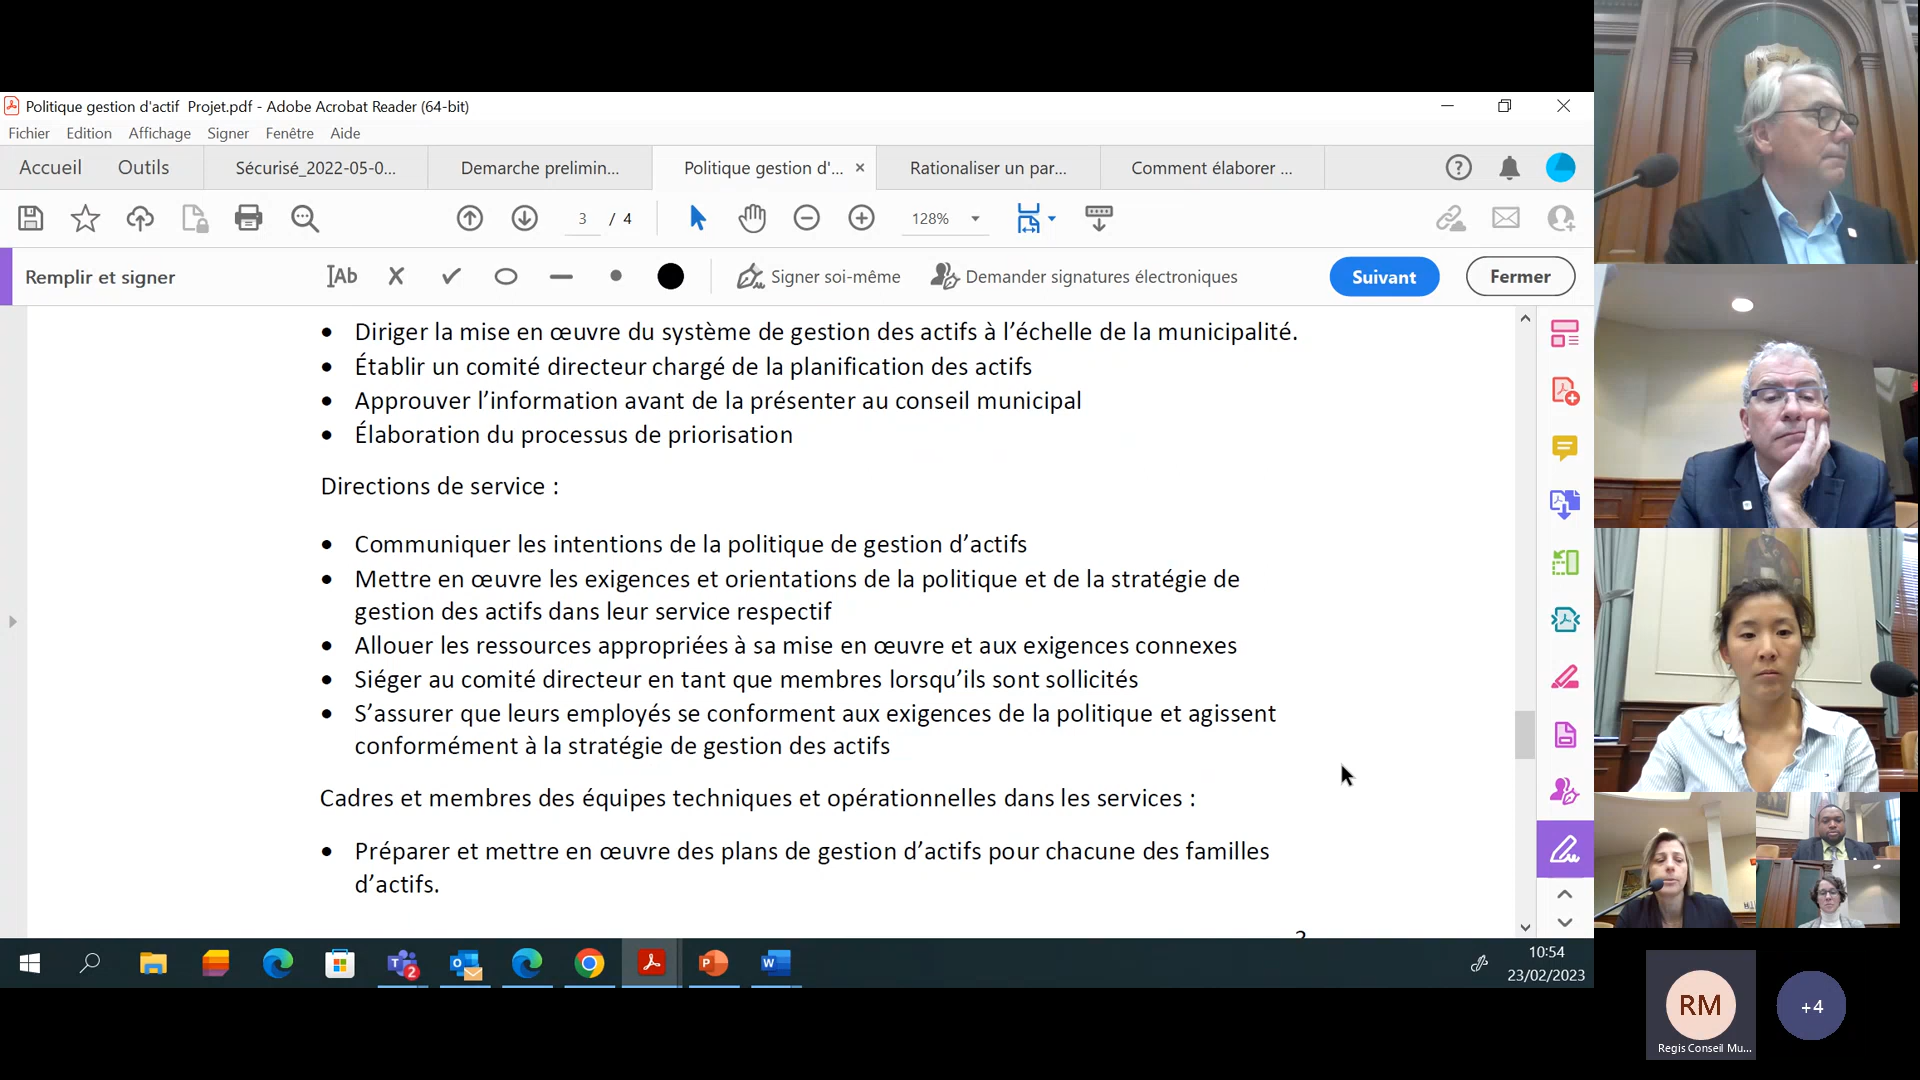 Politique gestion d'actif  Projet.pdf - Adobe Acrobat Reader (64-bit)
Fichier Edition Affichage Signer Fenêtre Aide
Accueil Outils Sécurisé_2022-05-0... Demarche prelimin... Politique gestion d'... Rationaliser un par... Comment élaborer ...
3 / 4 128%
Remplir et signer Ab Signer soi-même Demander signatures électroniques Suivant Fermer
• Diriger la mise en œuvre du système de gestion des actifs à l’échelle de la municipalité.
• Établir un comité directeur chargé de la planification des actifs
• Approuver l’information avant de la présenter au conseil municipal
• Élaboration du processus de priorisation
Directions de service :
• Communiquer les intentions de la politique de gestion d’actifs
• Mettre en œuvre les exigences et orientations de la politique et de la stratégie de
gestion des actifs dans leur service respectif
• Allouer les ressources appropriées à sa mise en œuvre et aux exigences connexes
• Siéger au comité directeur en tant que membres lorsqu’ils sont sollicités
• S’assurer que leurs employés se conforment aux exigences de la politique et agissent
conformément à la stratégie de gestion des actifs
Cadres et membres des équipes techniques et opérationnelles dans les services :
• Préparer et mettre en œuvre des plans de gestion d’actifs pour chacune des familles
d’actifs.
2
10:54
23/02/2023
RM
+4
Regis Conseil Mu...